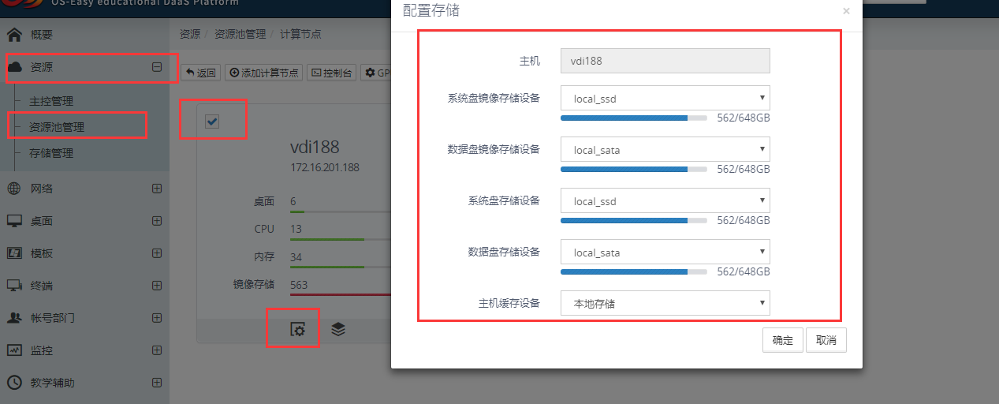 OS-Easy educational DaaS Platform
概要
资源
主控管理
资源池管理
存储管理
网络
桌面
模板
终端
帐号部门
监控
教学辅助
资源 / 资源池管理 / 计算节点
返回 添加计算节点 控制台 GP
vdi188
172.16.201.188
桌面 6
CPU 13
内存 34
镜像存储 563
配置存储 ×
主机 vdi188
系统盘镜像存储设备 local_ssd
562/648GB
数据盘镜像存储设备 local_sata
562/648GB
系统盘存储设备 local_ssd
562/648GB
数据盘存储设备 local_sata
562/648GB
主机缓存设备 本地存储
确定 取消